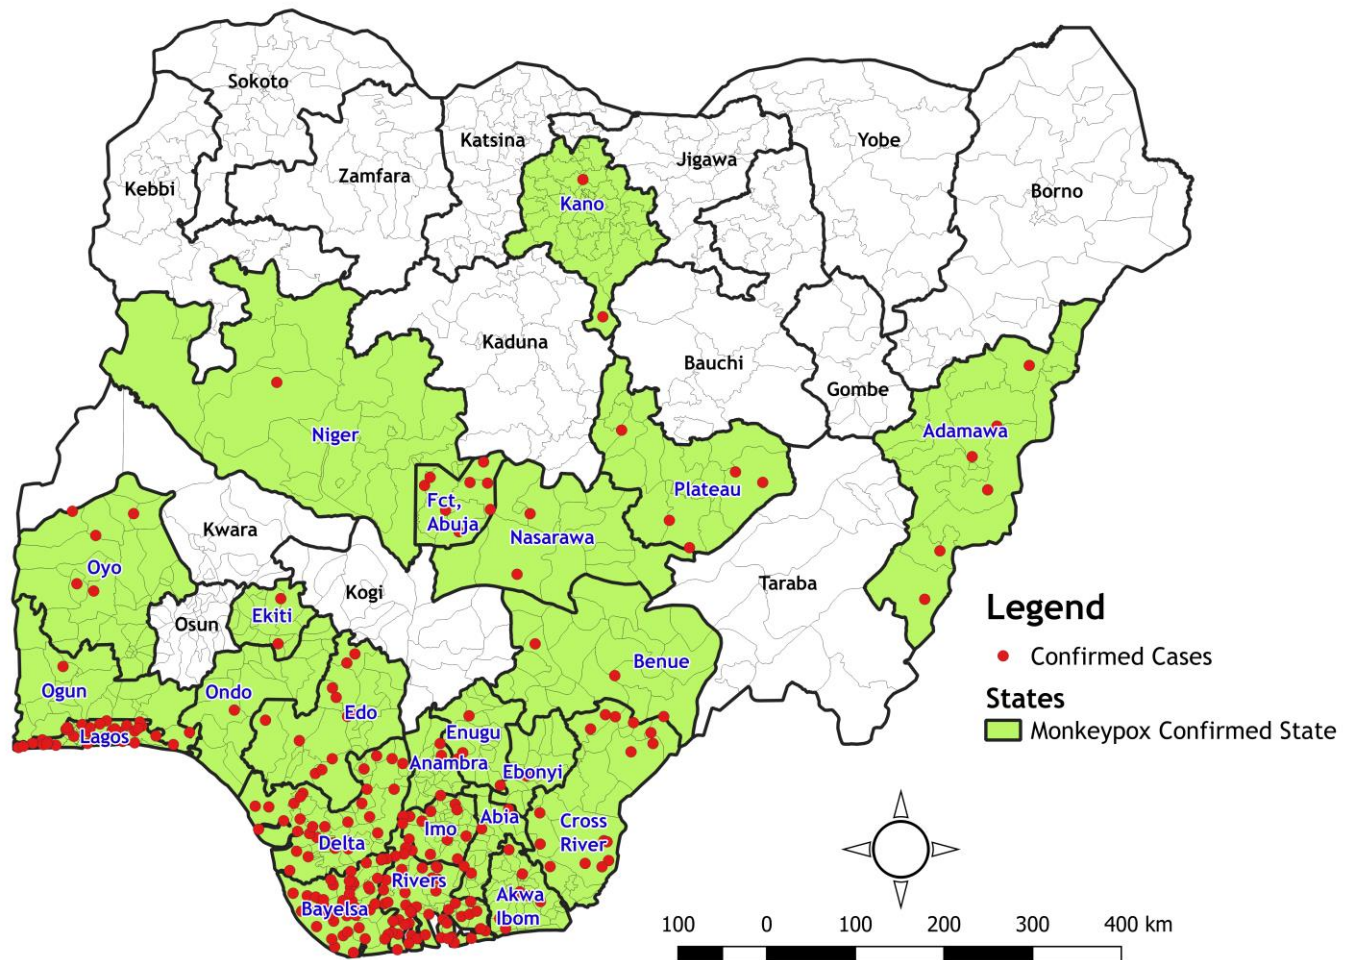 Sokoto
Katsina
Yobe
Jigawa
Zamfara
Kebbi
Borno
Kano
Kaduna
Bauchi
Gombe
Niger
Adamawa
Plateau
Fct,
Abuja
Nasarawa
Kwara
Oyo
Taraba
Kogi
Ekiti
Osun
Benue
Ogun
Ondo
Edo
Enugu
Lagos
Anambra
Ebonyi
Abia
Imo
Cross
River
Delta
Rivers
Akwa
Ibom
Bayelsa
Legend
Confirmed Cases
States
Monkeypox Confirmed State
100 0 100 200 300 400 km